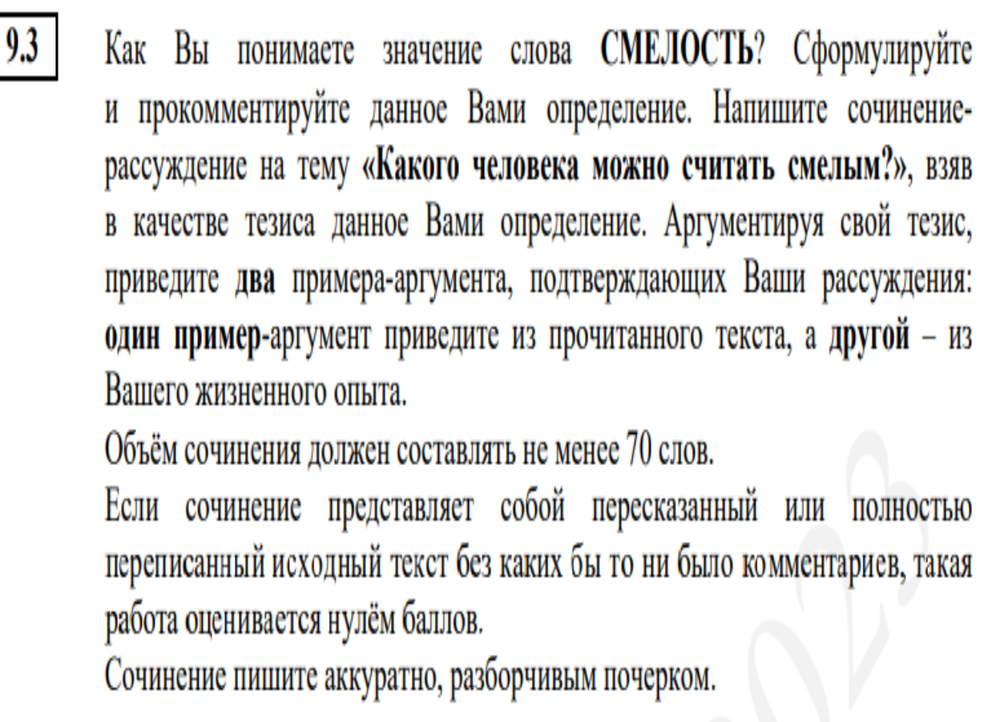 9.3 Как Вы понимаете значение слова СМЕЛОСТЬ? Сформулируйте
и прокомментируйте данное Вами определение. Напишите сочинение-
рассуждение на тему «Какого человека можно считать смелым?», взяв
в качестве тезиса данное Вами определение. Аргументируя свой тезис,
приведите два примера-аргумента, подтверждающих Ваши рассуждения:
один пример-аргумент приведите из прочитанного текста, а другой – из
Вашего жизненного опыта.
Объём сочинения должен составлять не менее 70 слов.
Если сочинение представляет собой пересказанный или полностью
переписанный исходный текст без каких бы то ни было комментариев, такая
работа оценивается нулём баллов.
Сочинение пишите аккуратно, разборчивым почерком.
023